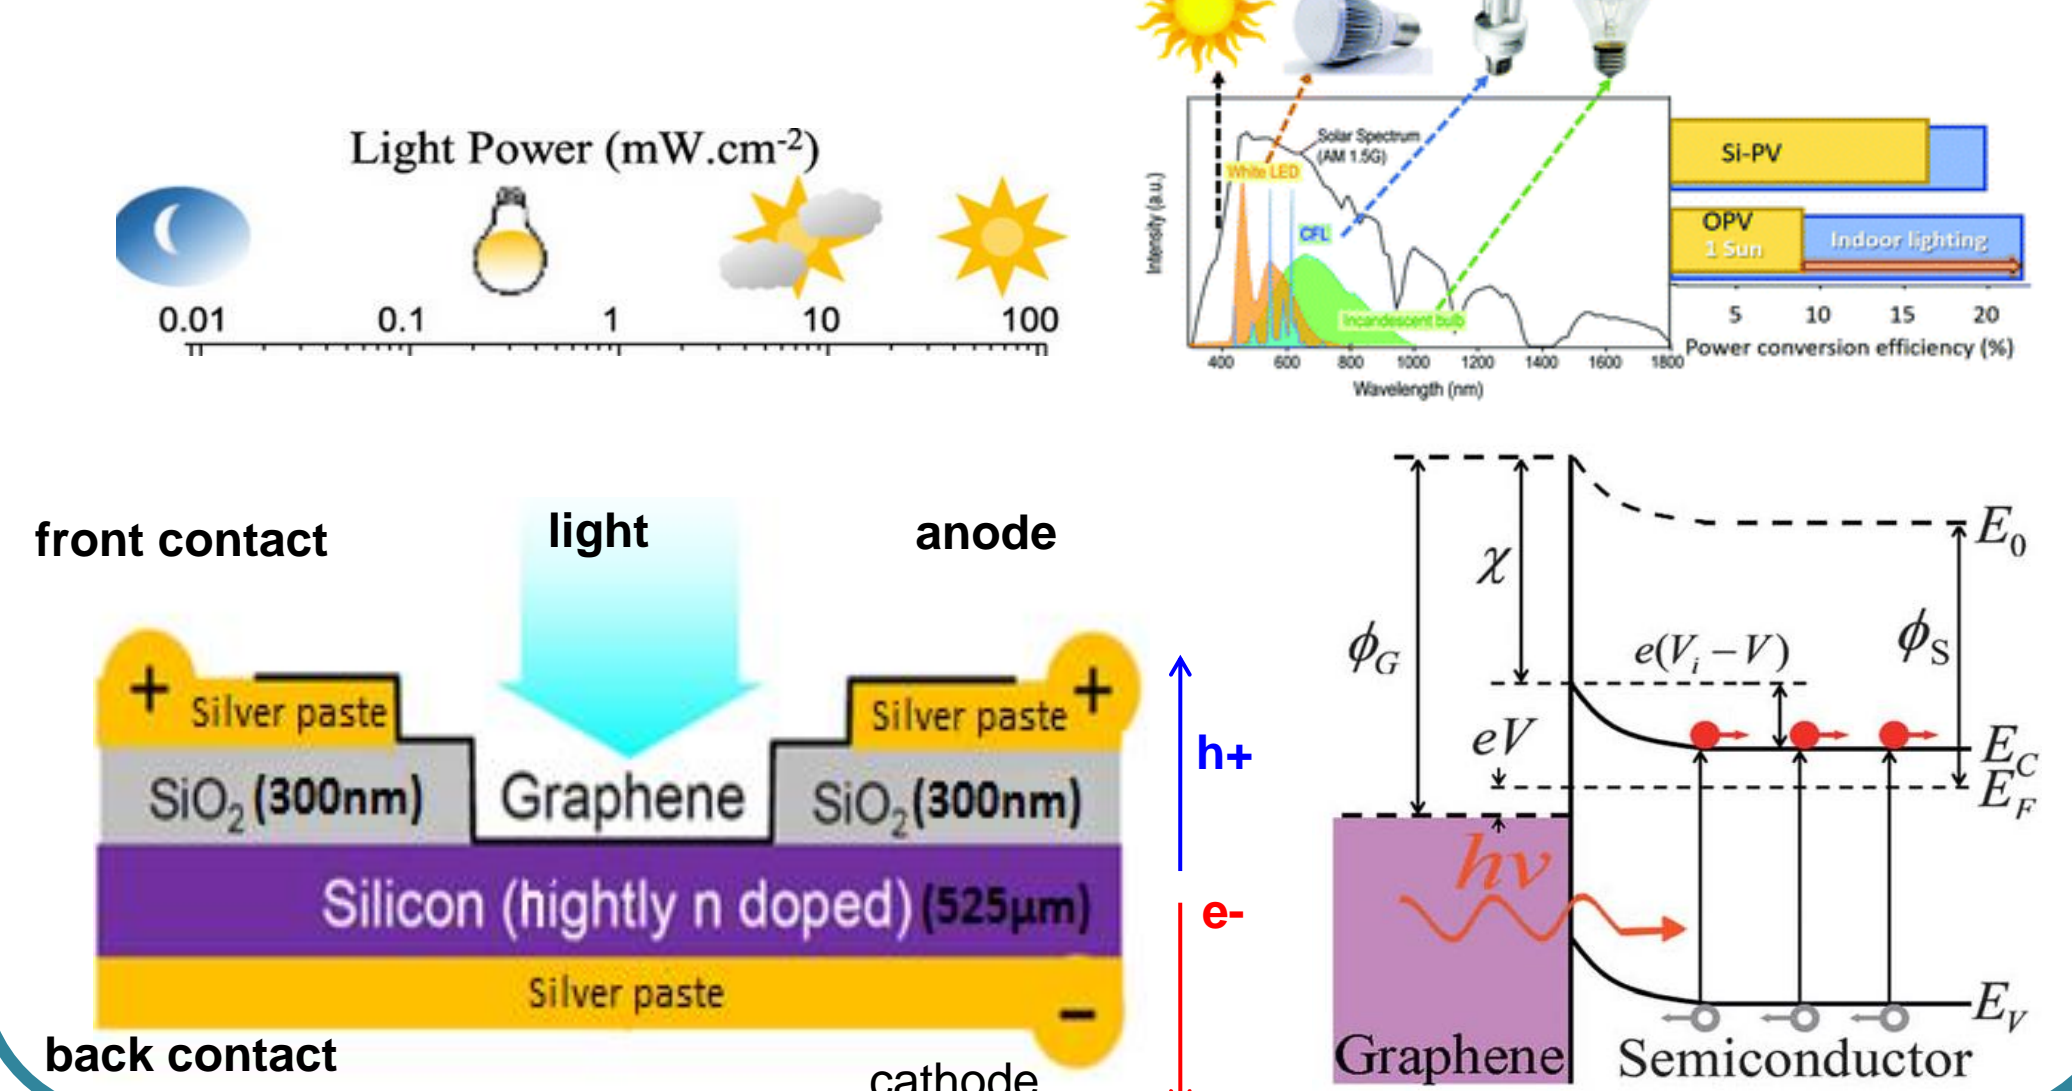 Light Power (mW.cm-2)
0.01 0.1 1 10 100
Solar Spectrum
(AM 1.5G)
White LED
CFL
Incandescent bulb
Intensity (a.u.)
400 600 800 1000 1200 1400 1600 1800
Wavelength (nm)
Si-PV
OPV
1 Sun
Indoor lighting
5 10 15 20
Power conversion efficiency (%)
front contact
light
anode
+
Silver paste
Silver paste
+
SiO2 (300nm)
Graphene
SiO2 (300nm)
Silicon (hightly n doped) (525μm)
Silver paste
−
back contact
cathode
h+
e-
E0
χ
ϕG
e(Vi − V)
ϕS
eV
EC
EF
hν
EV
Graphene
Semiconductor